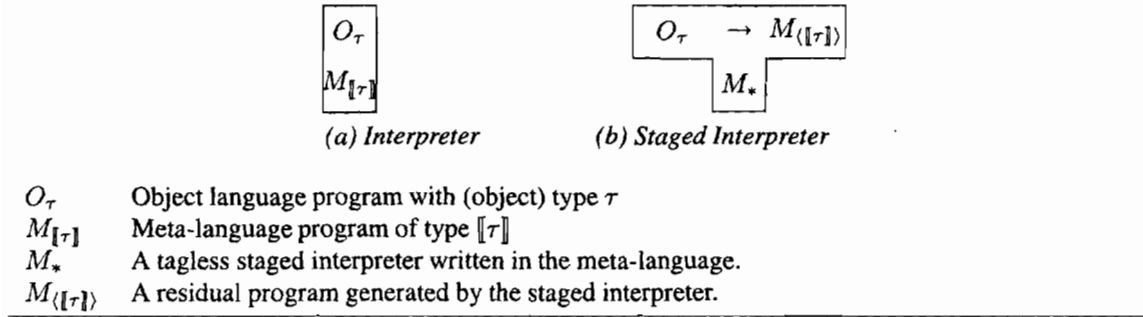 O_τ O_τ → M_{⟨⟦τ⟧⟩}
M_{⟦τ⟧} M_*
(a) Interpreter (b) Staged Interpreter
O_τ Object language program with (object) type τ
M_{⟦τ⟧} Meta-language program of type ⟦τ⟧
M_* A tagless staged interpreter written in the meta-language.
M_{⟨⟦τ⟧⟩} A residual program generated by the staged interpreter.